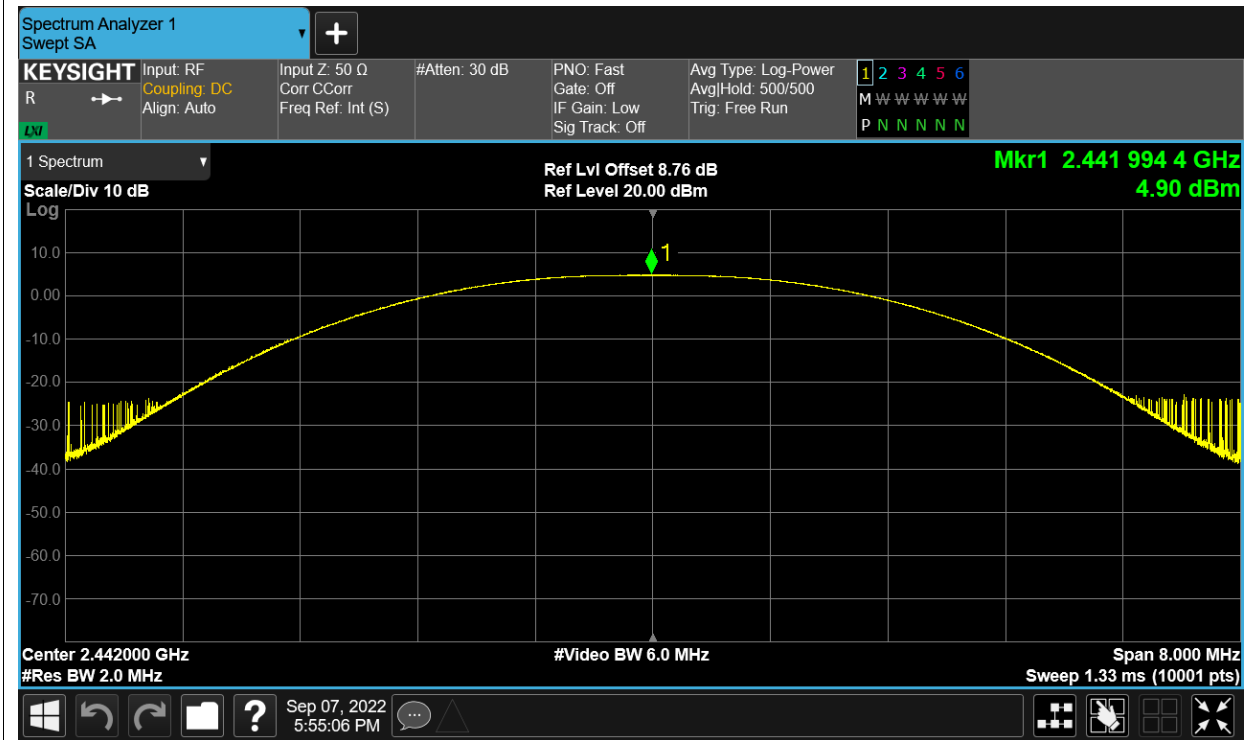 Spectrum Analyzer 1
Swept SA
KEYSIGHT
R
LXI
Input: RF
Coupling: DC
Align: Auto
Input Z: 50 Ω
Corr CCorr
Freq Ref: Int (S)
#Atten: 30 dB
PNO: Fast
Gate: Off
IF Gain: Low
Sig Track: Off
Avg Type: Log-Power
Avg|Hold: 500/500
Trig: Free Run
1 2 3 4 5 6
M W W W W W
P N N N N N
1 Spectrum
Scale/Div 10 dB
Log
Ref Lvl Offset 8.76 dB
Ref Level 20.00 dBm
Mkr1 2.441 994 4 GHz
4.90 dBm
1
10.0
0.00
-10.0
-20.0
-30.0
-40.0
-50.0
-60.0
-70.0
Center 2.442000 GHz
#Res BW 2.0 MHz
#Video BW 6.0 MHz
Span 8.000 MHz
Sweep 1.33 ms (10001 pts)
?
Sep 07, 2022
5:55:06 PM